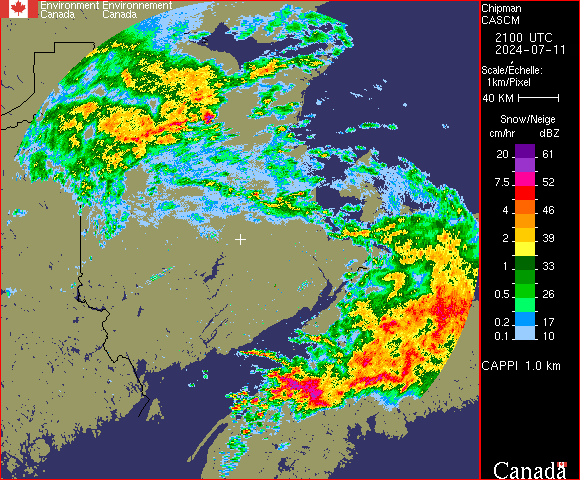 Environment Environnement
Canada Canada
Chipman
CASCM
2100 UTC
2024-07-11
Scale/Échelle:
1km/Pixel
40 KM
Snow/Neige
cm/hr dBZ
20 61
7.5 52
4 46
2 39
1 33
0.5 26
0.2 17
0.1 10
CAPPI 1.0 km
Canada